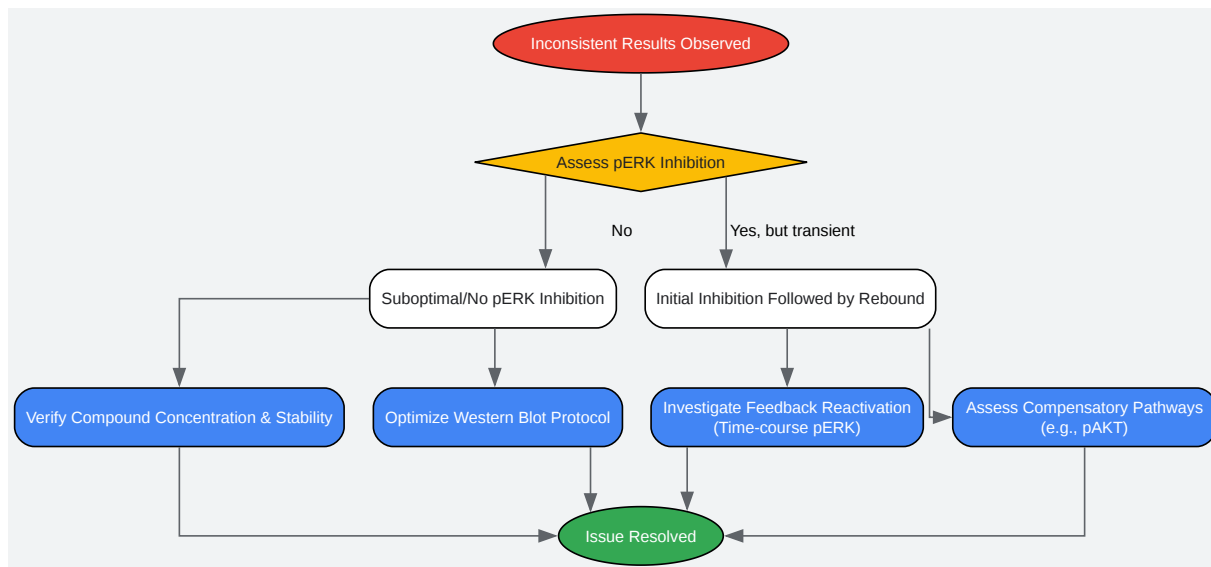 Inconsistent Results Observed
Assess pERK Inhibition
No
Yes, but transient
Suboptimal/No pERK Inhibition
Initial Inhibition Followed by Rebound
Verify Compound Concentration & Stability
Optimize Western Blot Protocol
Investigate Feedback Reactivation
(Time-course pERK)
Assess Compensatory Pathways
(e.g., pAKT)
Issue Resolved